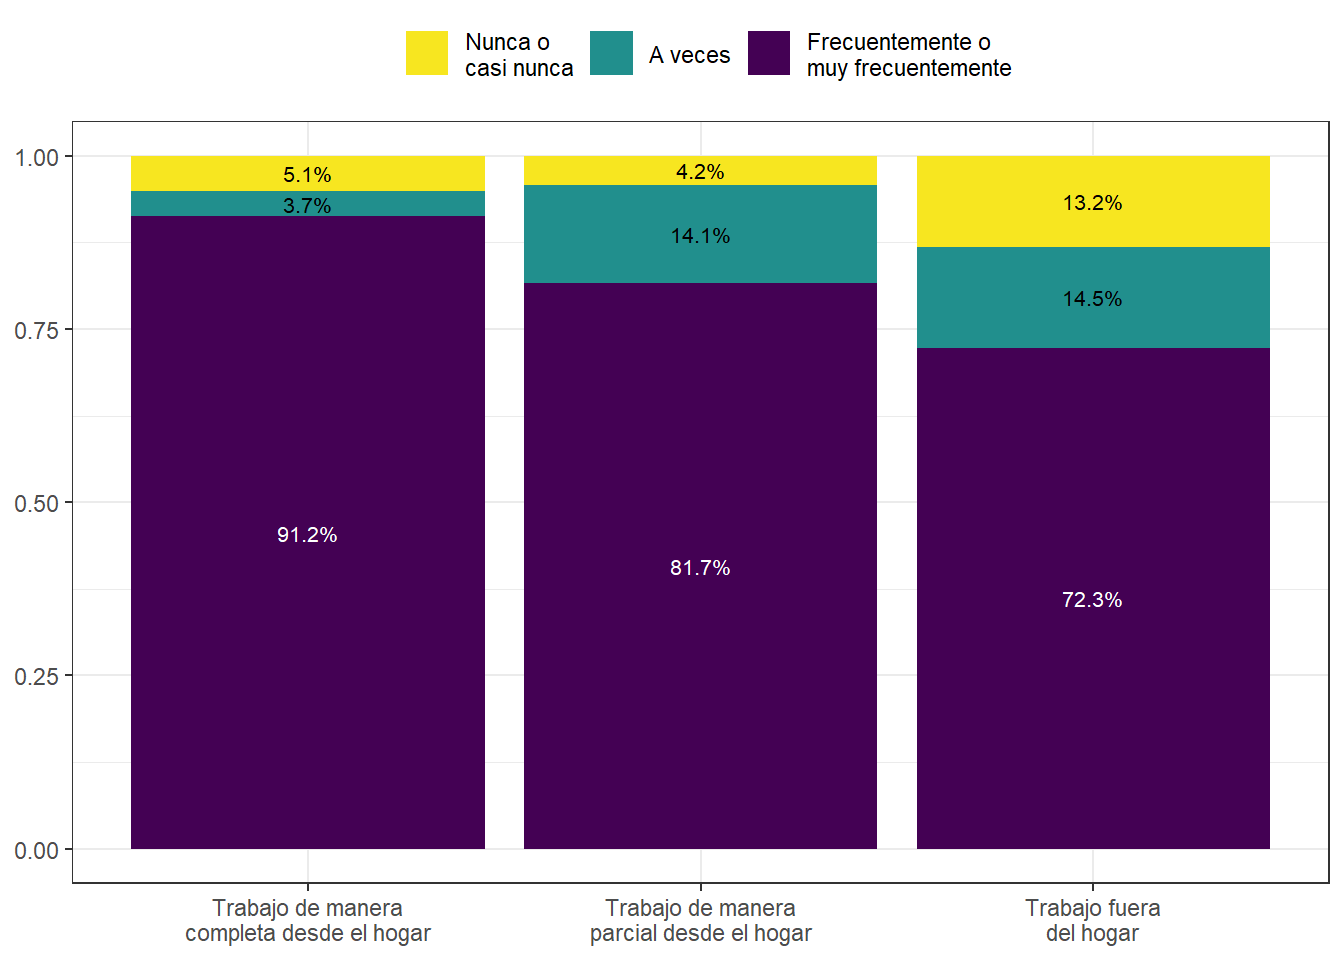 Nunca o
casi nunca
A veces
Frecuentemente o
muy frecuentemente
1.00
0.75
0.50
0.25
0.00
5.1%
3.7%
91.2%
4.2%
14.1%
81.7%
13.2%
14.5%
72.3%
Trabajo de manera
completa desde el hogar
Trabajo de manera
parcial desde el hogar
Trabajo fuera
del hogar